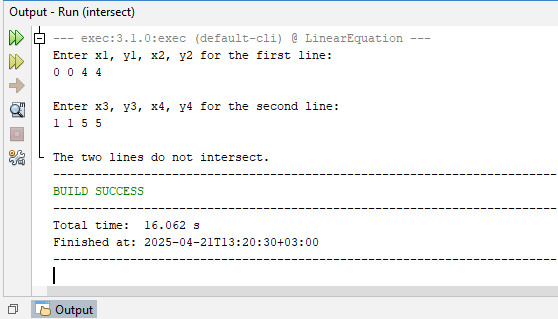 Output - Run (intersect)
--- exec:3.1.0:exec (default-cli) @ LinearEquation ---
Enter x1, y1, x2, y2 for the first line:
0 0 4 4
Enter x3, y3, x4, y4 for the second line:
1 1 5 5
The two lines do not intersect.
------------------------------------------------------------------------
BUILD SUCCESS
------------------------------------------------------------------------
Total time:  16.062 s
Finished at: 2025-04-21T13:20:30+03:00
------------------------------------------------------------------------
Output